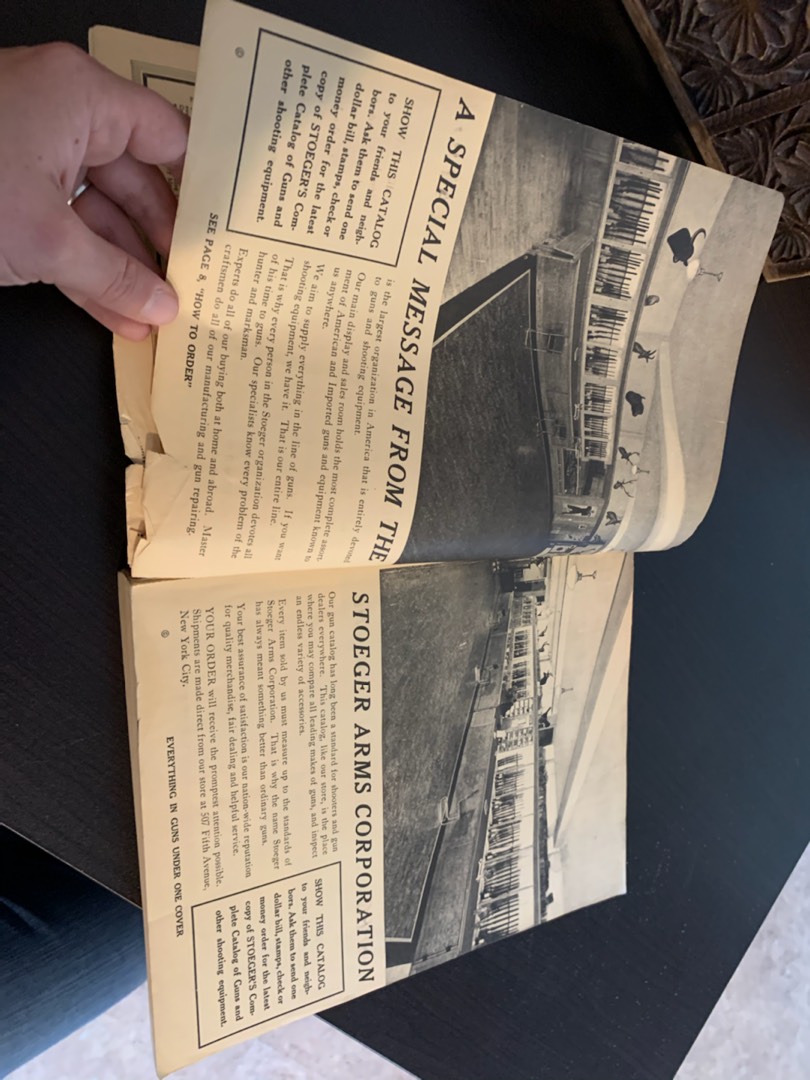 A SPECIAL MESSAGE FROM THE
SHOW THIS CATALOG
to your friends and neigh-
bors. Ask them to send one
dollar bill, stamps, check or
money order for the latest
copy of STOEGER'S Com-
plete Catalog of Guns and
other shooting equipment.
is the largest organization in America that is entirely
to guns and shooting equipment.
Our main display and sales room holds the most complete
ment of American and Imported guns and equipment known
us anywhere.
We aim to supply everything in the line of guns. If you want
shooting equipment, we have it. That is our entire line.
That is why every person in the Stoeger organization devotes all
of his time to guns. Our specialists know every problem of the
hunter and marksman.
Experts do all of our buying both at home and abroad. Master
craftsmen do all of our manufacturing and gun repairing.
SEE PAGE 8, "HOW TO ORDER"
©
STOEGER ARMS CORPORATION
Our gun catalog has long been a standard for shooters and gun
dealers everywhere. This catalog, like our store, is the place
where you may compare all leading makes of guns, and inspect
an endless variety of accessories.
Every item sold by us must measure up to the standards of
Stoeger Arms Corporation. That is why the name Stoeger
has always meant something better than ordinary guns.
Your best assurance of satisfaction is our nation-wide reputation
for quality merchandise, fair dealing and helpful service.
YOUR ORDER will receive the promptest attention possible.
Shipments are made direct from our store at 507 Fifth Avenue,
New York City.
©
EVERYTHING IN GUNS UNDER ONE COVER
SHOW THIS CATALOG
to your friends and neigh-
bors. Ask them to send one
dollar bill, stamps, check or
money order for the latest
copy of STOEGER'S Com-
plete Catalog of Guns and
other shooting equipment.